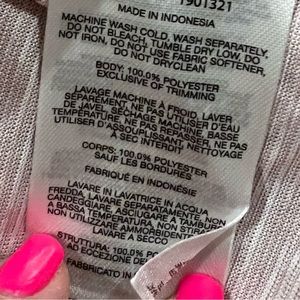 1901321
MADE IN INDONESIA
MACHINE WASH COLD, WASH SEPARATELY,
DO NOT BLEACH, TUMBLE DRY LOW, DO
NOT IRON, DO NOT USE FABRIC SOFTENER,
DO NOT DRYCLEAN
BODY: 100.0% POLYESTER
EXCLUSIVE OF TRIMMING
LAVAGE MACHINE À FROID, LAVER
SÉPARÉMENT, NE PAS UTILISER D'EAU
DE JAVEL, SÉCHAGE MACHINE BASSE
TEMPÉRATURE, NE PAS REPASSER, NE PAS
UTILISER D'ASSOUPLISSANT, NETTOYAGE
À SEC INTERDIT
CORPS: 100.0% POLYESTER
SAUF LES BORDURES
FABRIQUÉ EN INDONÉSIE
LAVARE IN LAVATRICE IN ACQUA
FREDDA, LAVARE SEPARATAMENTE, NON
CANDEGGIARE, ASCIUGARE A TAMBURO
A BASSA TEMPERATURA, NON STIRARE
AMMORBIDENTE
LAVARE A SECCO
STRUTTURA: 100.0%
AD ECCEZIONE
FABBRICATO IN